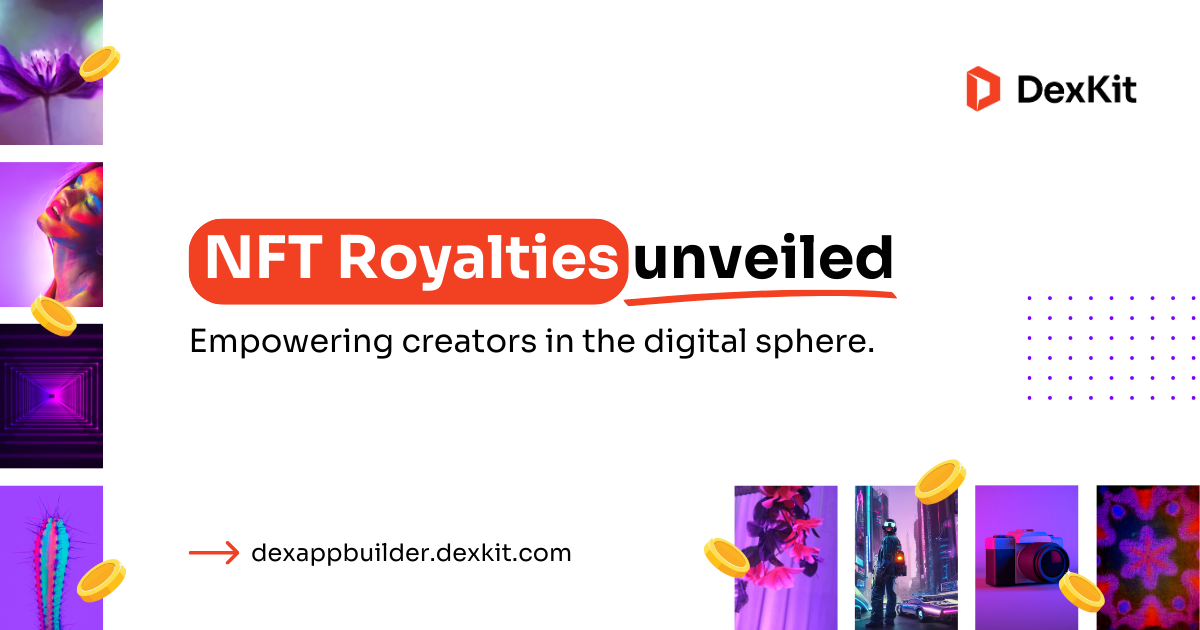 DexKit
NFT Royalties unveiled
Empowering creators in the digital sphere.
dexappbuilder.dexkit.com